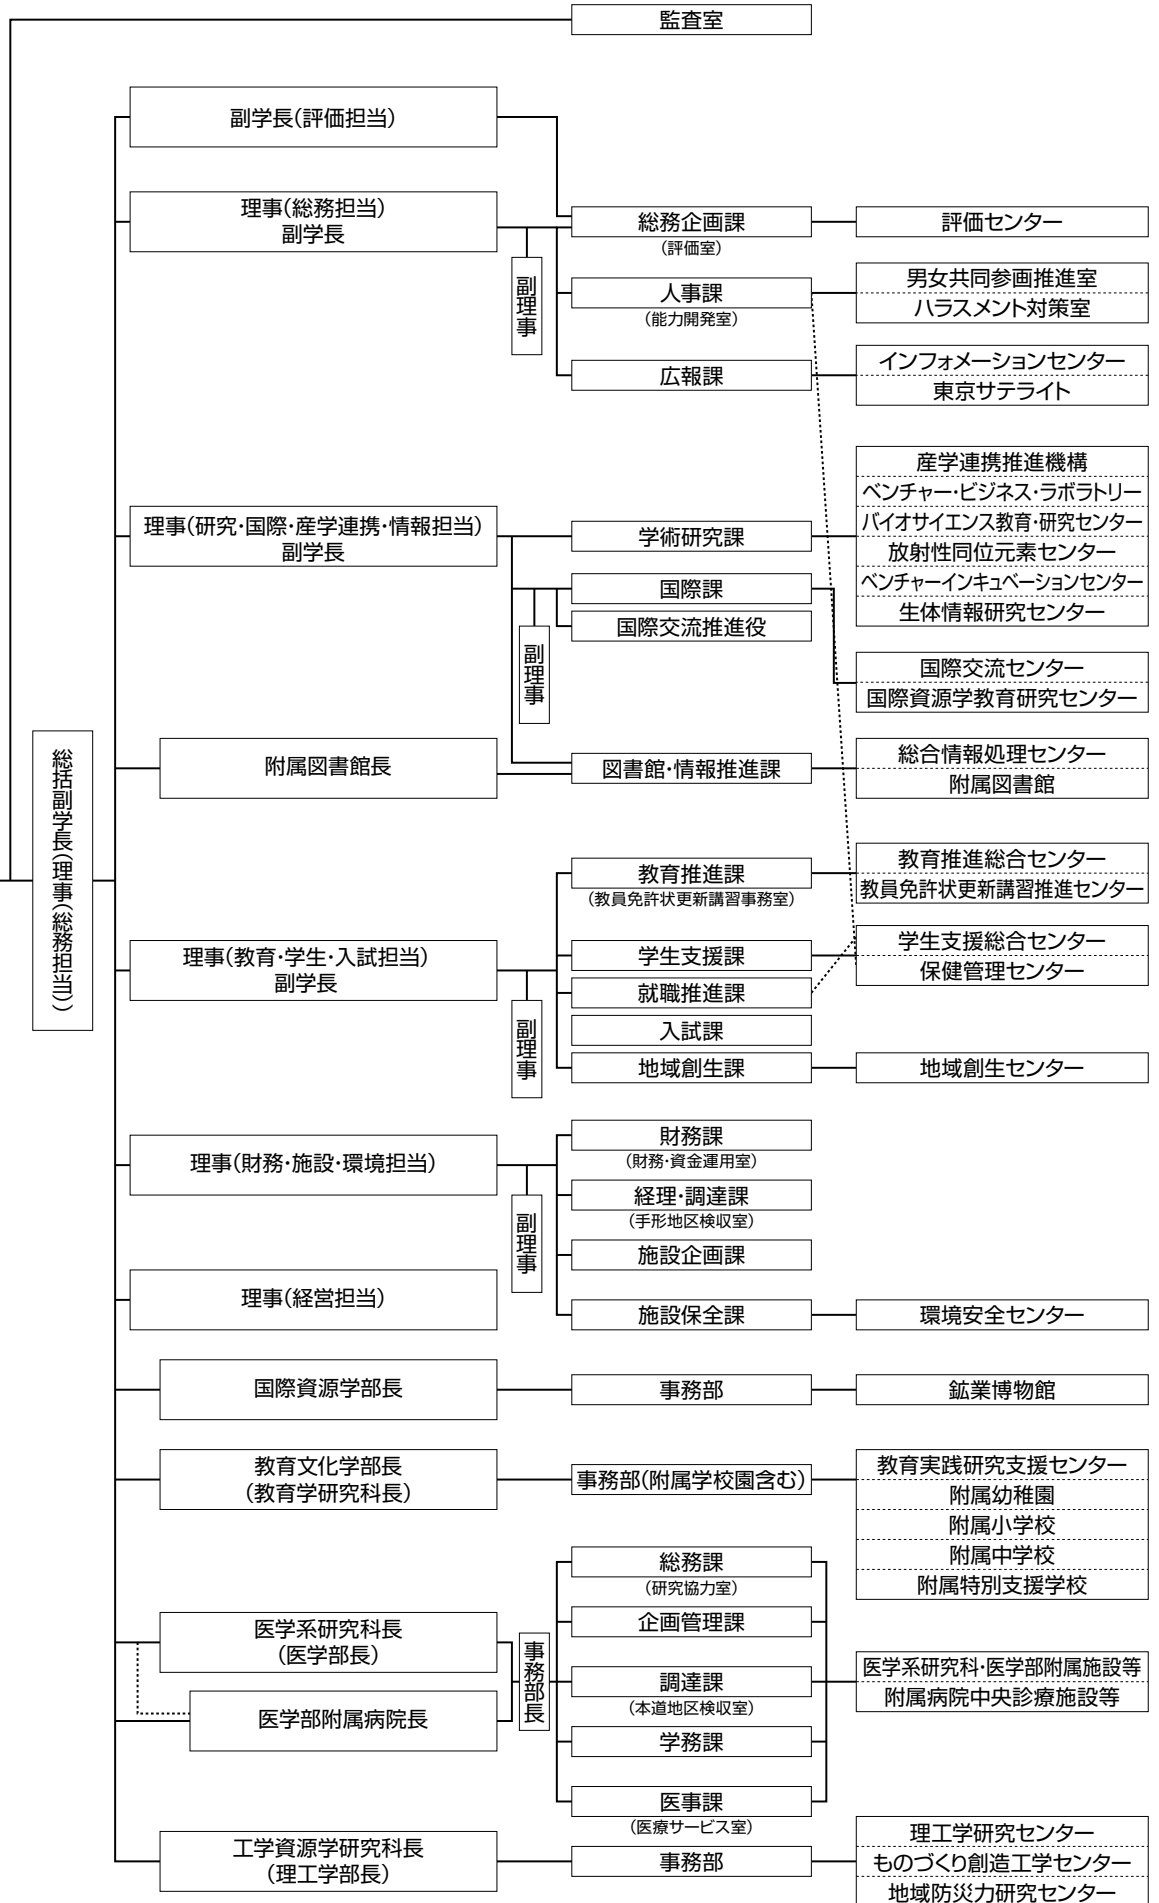 監査室
副学長(評価担当)
理事(総務担当)
副学長
副理事
総務企画課
(評価室)
評価センター
人事課
(能力開発室)
男女共同参画推進室
ハラスメント対策室
広報課
インフォメーションセンター
東京サテライト
理事(研究・国際・産学連携・情報担当)
副学長
副理事
学術研究課
産学連携推進機構
ベンチャー・ビジネス・ラボラトリー
バイオサイエンス教育・研究センター
放射性同位元素センター
ベンチャーインキュベーションセンター
生体情報研究センター
国際課
国際交流推進役
国際交流センター
国際資源学教育研究センター
総括副学長(理事(総務担当))
附属図書館長
図書館・情報推進課
総合情報処理センター
附属図書館
理事(教育・学生・入試担当)
副学長
副理事
教育推進課
(教員免許状更新講習事務室)
教育推進総合センター
教員免許状更新講習推進センター
学生支援課
学生支援総合センター
保健管理センター
就職推進課
入試課
地域創生課
地域創生センター
理事(財務・施設・環境担当)
副理事
財務課
(財務・資金運用室)
経理・調達課
(手形地区検収室)
施設企画課
理事(経営担当)
施設保全課
環境安全センター
国際資源学部長
事務部
鉱業博物館
教育文化学部長
(教育学研究科長)
事務部(附属学校園含む)
教育実践研究支援センター
附属幼稚園
附属小学校
附属中学校
附属特別支援学校
医学系研究科長
(医学部長)
医学部附属病院長
事務部長
総務課
(研究協力室)
企画管理課
調達課
(本道地区検収室)
学務課
医事課
(医療サービス室)
医学系研究科・医学部附属施設等
附属病院中央診療施設等
工学資源学研究科長
(理工学部長)
事務部
理工学研究センター
ものづくり創造工学センター
地域防災力研究センター